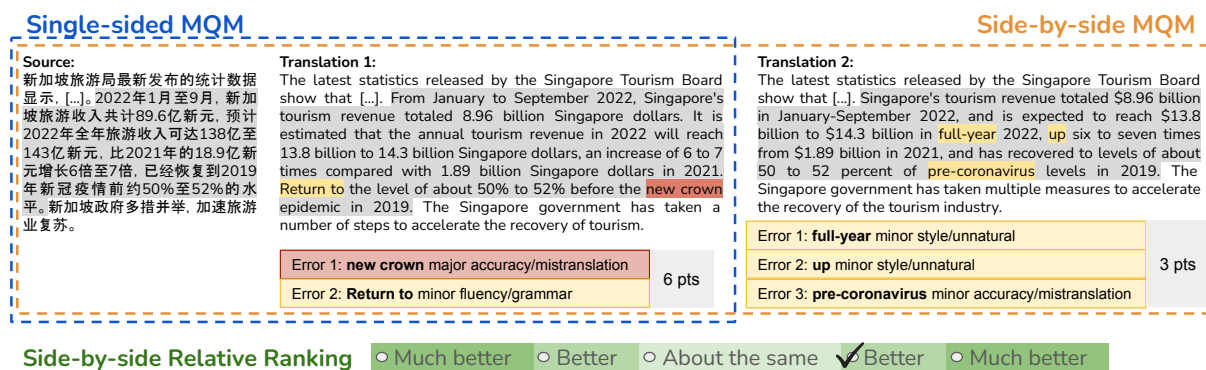 Single-sided MQM
Side-by-side MQM
Source:
新加坡旅游局最新发布的统计数据
显示, [...]。2022年1月至9月, 新加
坡旅游收入共计89.6亿新元, 预计
2022年全年旅游收入可达138亿至
143亿新元, 比2021年的18.9亿新
元增长6倍至7倍, 已经恢复到2019
年新冠疫情前约50%至52%的水
平。新加坡政府多措并举, 加速旅游
业复苏。
Translation 1:
The latest statistics released by the Singapore Tourism Board
show that [...]. From January to September 2022, Singapore's
tourism revenue totaled 8.96 billion Singapore dollars. It is
estimated that the annual tourism revenue in 2022 will reach
13.8 billion to 14.3 billion Singapore dollars, an increase of 6 to 7
times compared with 1.89 billion Singapore dollars in 2021.
Return to the level of about 50% to 52% before the new crown
epidemic in 2019. The Singapore government has taken a
number of steps to accelerate the recovery of tourism.
Error 1: new crown major accuracy/mistranslation
Error 2: Return to minor fluency/grammar
6 pts
Translation 2:
The latest statistics released by the Singapore Tourism Board
show that [...]. Singapore's tourism revenue totaled $8.96 billion
in January-September 2022, and is expected to reach $13.8
billion to $14.3 billion in full-year 2022, up six to seven times
from $1.89 billion in 2021, and has recovered to levels of about
50 to 52 percent of pre-coronavirus levels in 2019. The
Singapore government has taken multiple measures to accelerate
the recovery of the tourism industry.
Error 1: full-year minor style/unnatural
Error 2: up minor style/unnatural
Error 3: pre-coronavirus minor accuracy/mistranslation
3 pts
Side-by-side Relative Ranking Much better Better About the same Better Much better